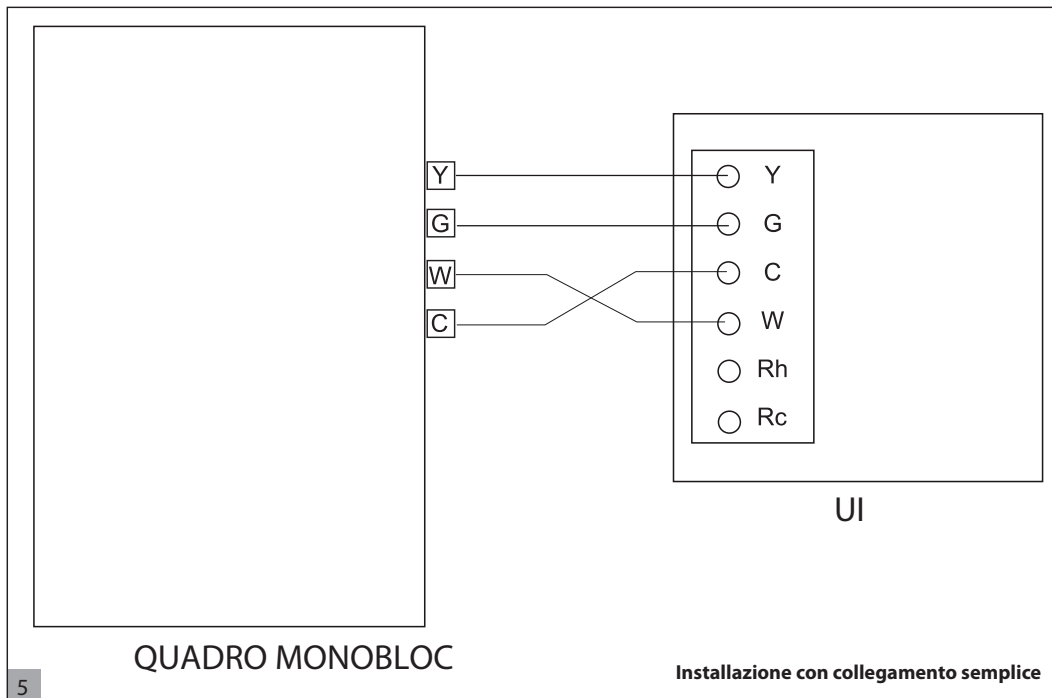 Y
G
W
C
Y
G
C
W
Rh
Rc
UI
QUADRO MONOBLOC
Installazione con collegamento semplice
5